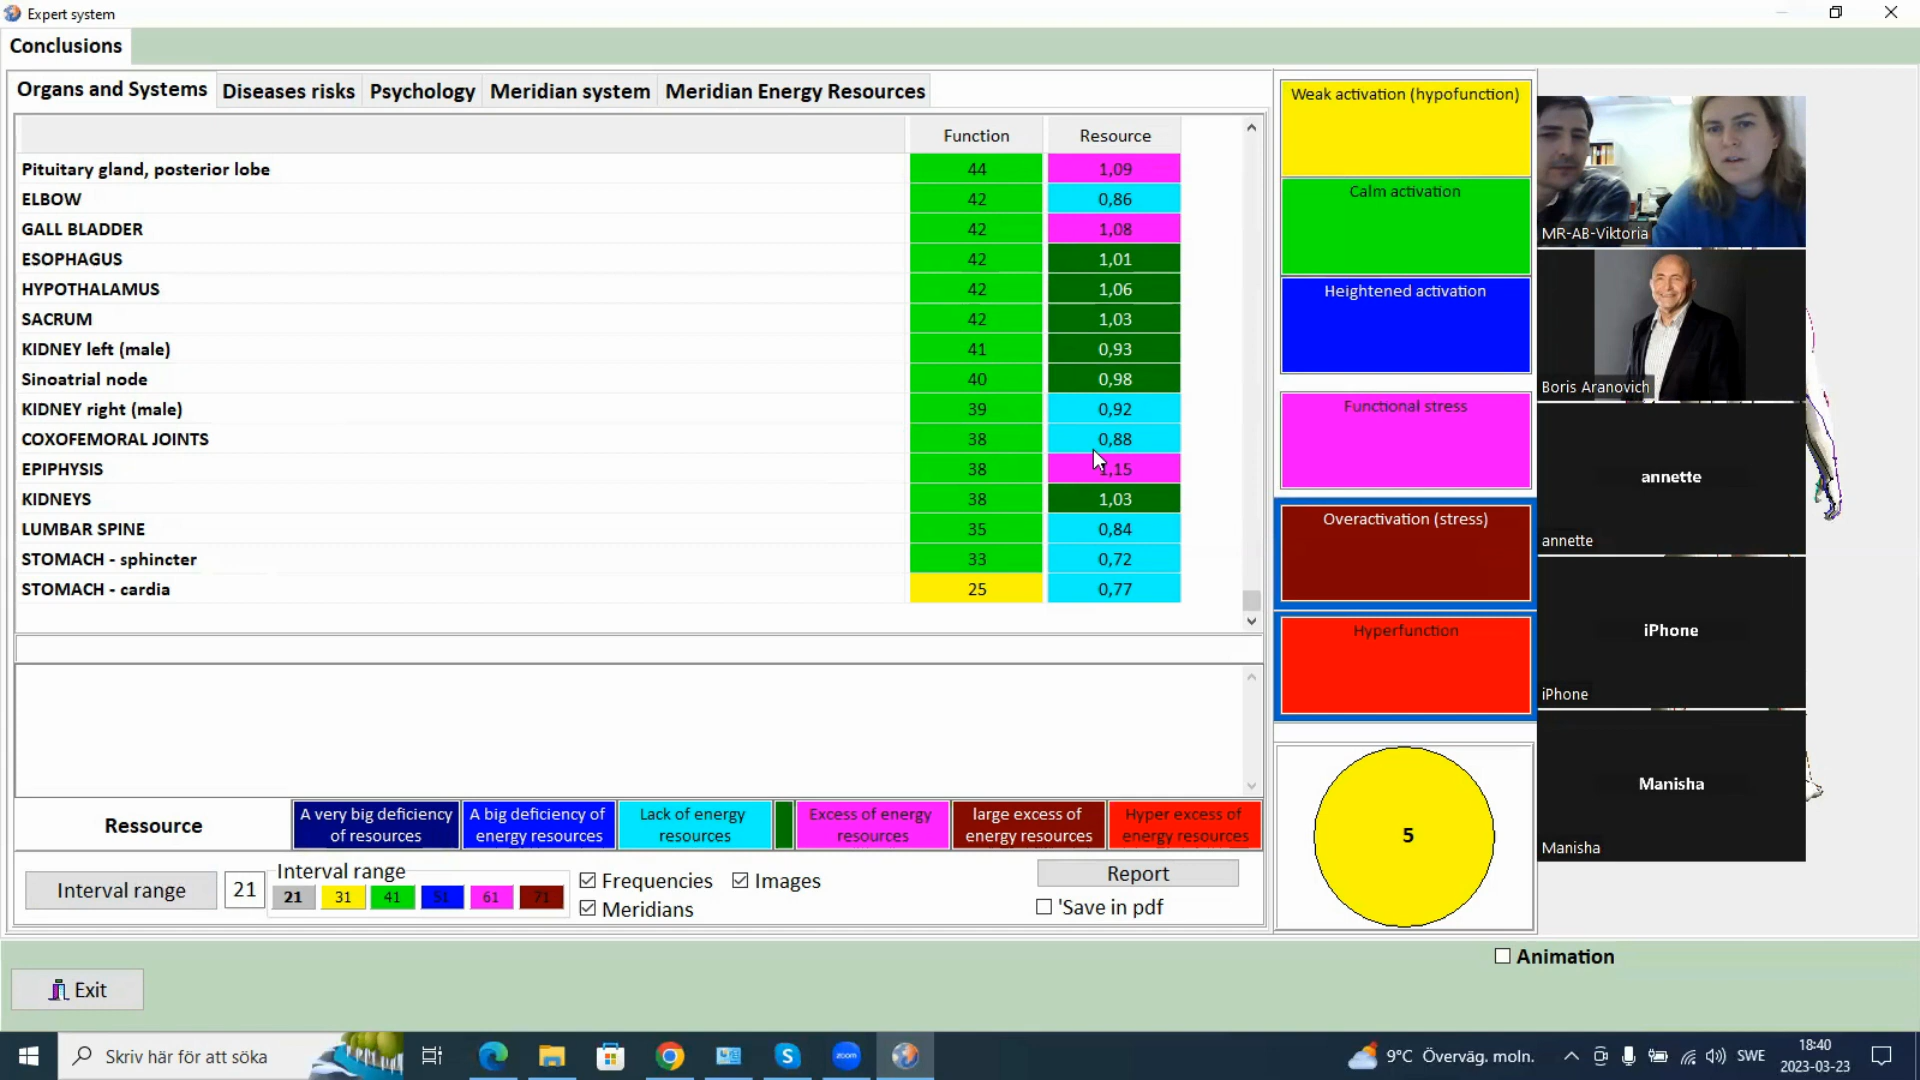 Expert system
Conclusions
Organs and Systems
Diseases risks
Psychology
Meridian system
Meridian Energy Resources
Function
Resource
Pituitary gland, posterior lobe 44 1,09
ELBOW 42 0,86
GALL BLADDER 42 1,08
ESOPHAGUS 42 1,01
HYPOTHALAMUS 42 1,06
SACRUM 42 1,03
KIDNEY left (male) 41 0,93
Sinoatrial node 40 0,98
KIDNEY right (male) 39 0,92
COXOFEMORAL JOINTS 38 0,88
EPIPHYSIS 38 1,15
KIDNEYS 38 1,03
LUMBAR SPINE 35 0,84
STOMACH - sphincter 33 0,72
STOMACH - cardia 25 0,77
Weak activation (hypofunction)
Calm activation
Heightened activation
Functional stress
Overactivation (stress)
Hyperfunction
5
MR-AB-Viktoria
Boris Aranovich
annette
annette
iPhone
iPhone
Manisha
Manisha
Ressource
A very big deficiency
of resources
A big deficiency of
energy resources
Lack of energy
resources
Excess of energy
resources
large excess of
energy resources
Hyper excess of
energy resources
Interval range
21
Interval range
21 31 41 51 61 71
Frequencies
Images
Meridians
Report
'Save in pdf
Animation
Exit
Skriv här för att söka
zoom
9°C Överväg. moln.
SWE
18:40
2023-03-23